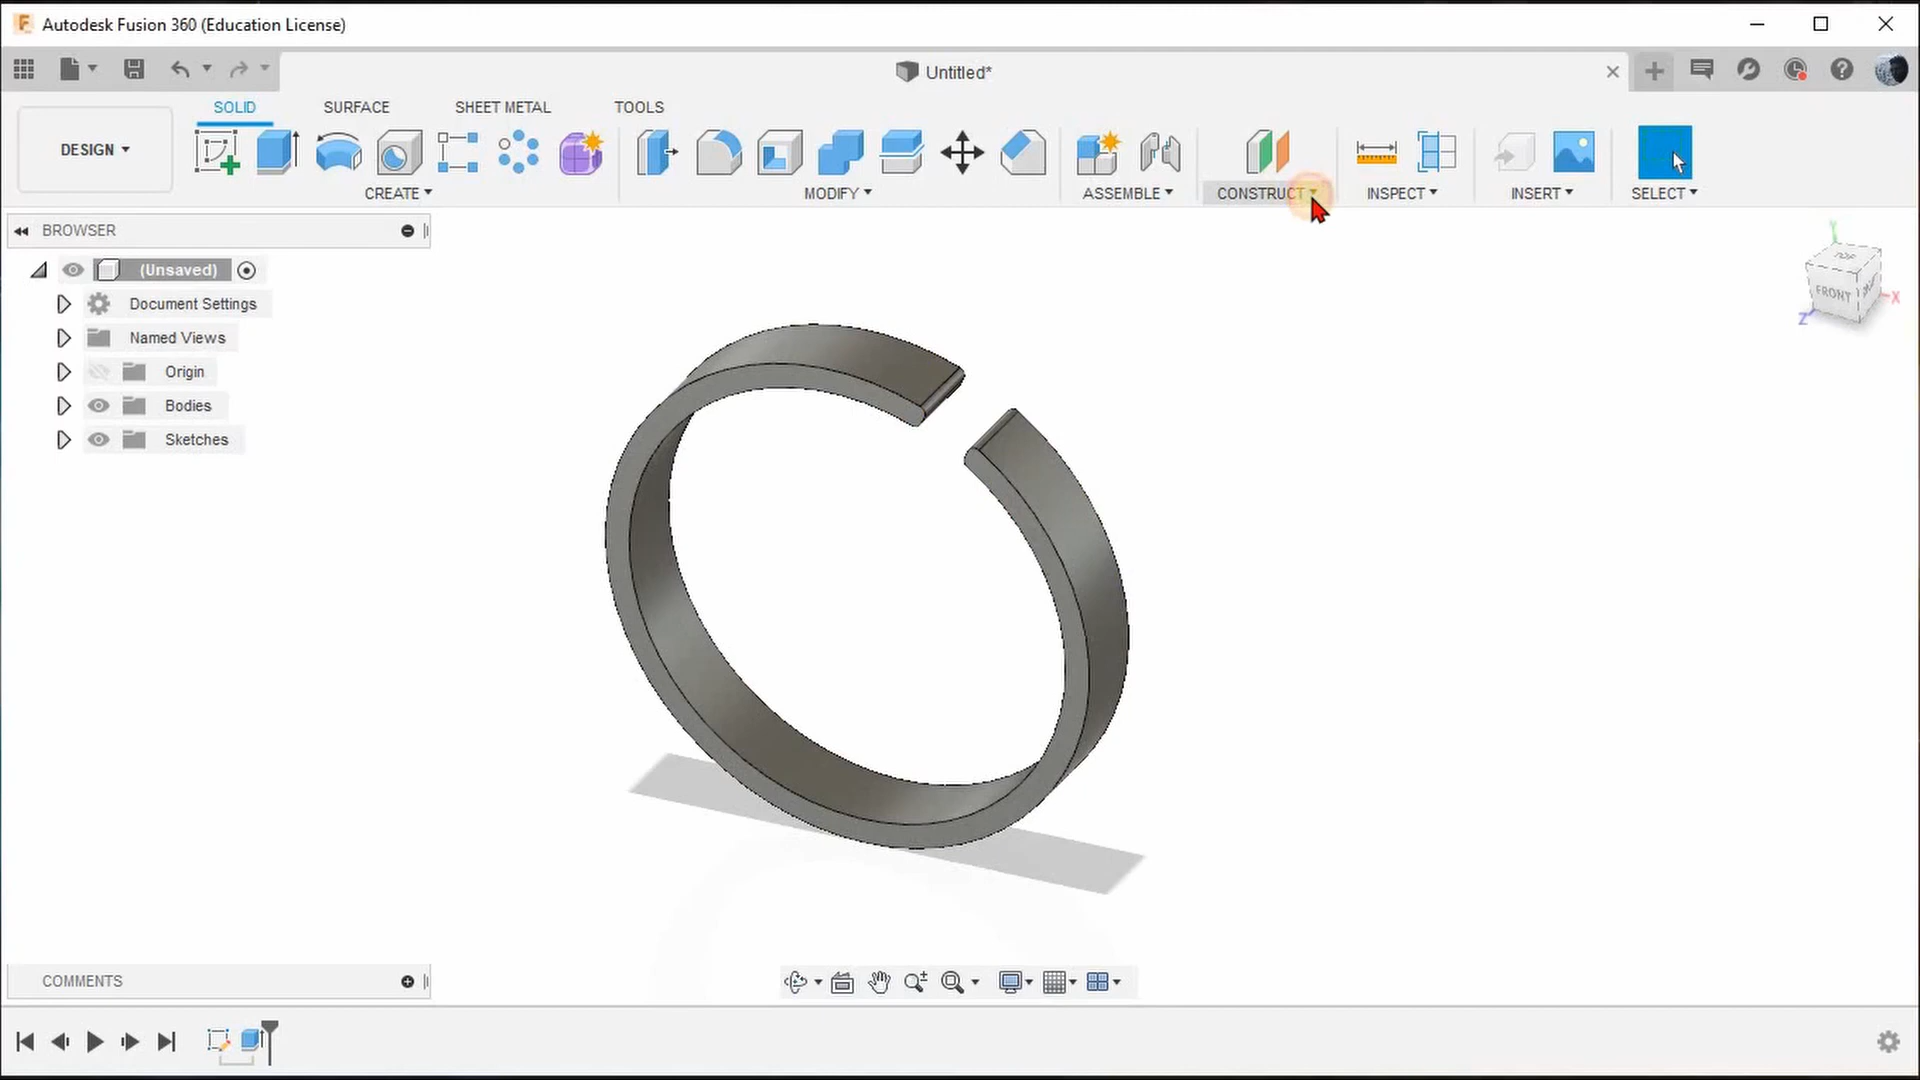 Autodesk Fusion 360 (Education License)
Untitled*
SOLID SURFACE SHEET METAL TOOLS
DESIGN
CREATE MODIFY ASSEMBLE CONSTRUCT INSPECT INSERT SELECT
BROWSER
(Unsaved)
Document Settings
Named Views
Origin
Bodies
Sketches
Y
TOP
FRONT
X
Z
COMMENTS